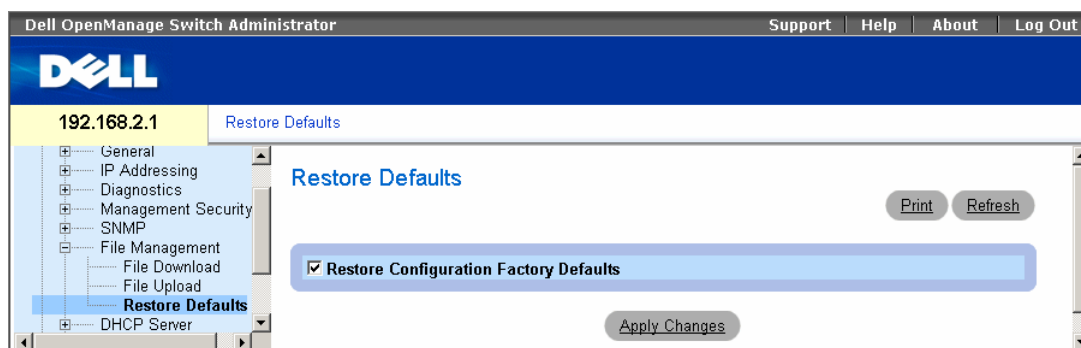 Dell OpenManage Switch Administrator
Support | Help | About | Log Out
DELL
192.168.2.1
Restore Defaults
General
IP Addressing
Diagnostics
Management Security
SNMP
File Management
File Download
File Upload
Restore Defaults
DHCP Server
Restore Defaults
Print
Refresh
Restore Configuration Factory Defaults
Apply Changes